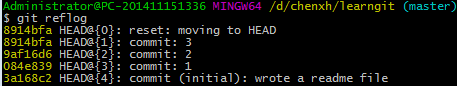 Administrator@PC-201411151336 MINGW64 /d/chenxh/learngit (master)
$ git reflog
8914bfa HEAD@{0}: reset: moving to HEAD
8914bfa HEAD@{1}: commit: 3
9af16d6 HEAD@{2}: commit: 2
084e839 HEAD@{3}: commit: 1
3a168c2 HEAD@{4}: commit (initial): wrote a readme file